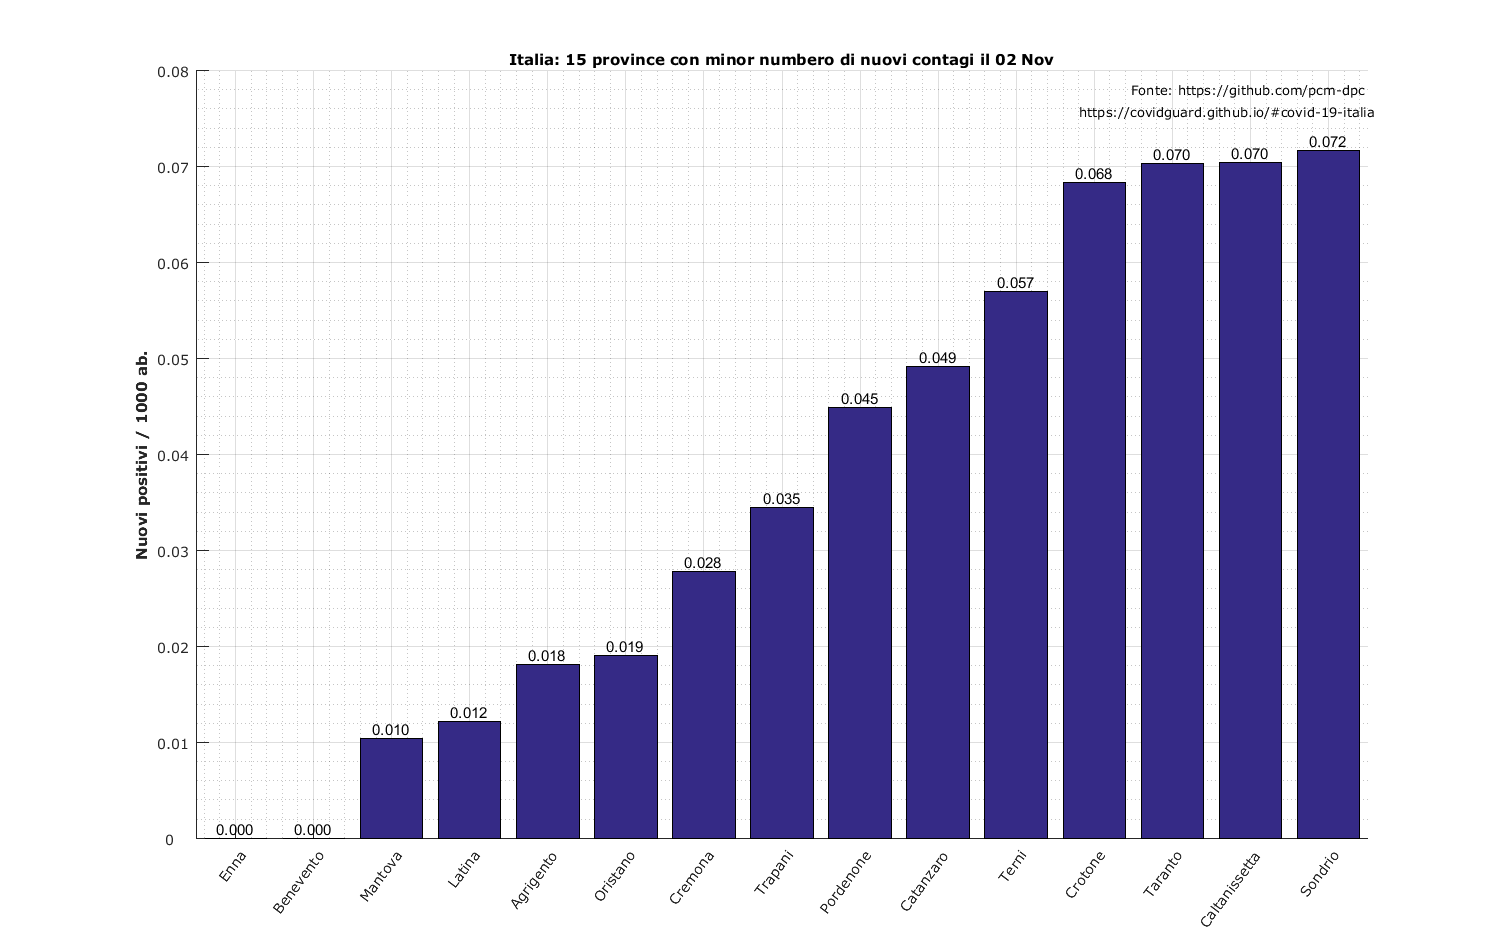 Italia: 15 province con minor numbero di nuovi contagi il 02 Nov
Fonte: https://github.com/pcm-dpc
https://covidguard.github.io/#covid-19-italia
Nuovi positivi / 1000 ab.
0.08
0.07
0.06
0.05
0.04
0.03
0.02
0.01
0
0.000
0.000
0.010
0.012
0.018
0.019
0.028
0.035
0.045
0.049
0.057
0.068
0.070
0.070
0.072
Enna
Benevento
Mantova
Latina
Agrigento
Oristano
Cremona
Trapani
Pordenone
Catanzaro
Terni
Crotone
Taranto
Caltanissetta
Sondrio